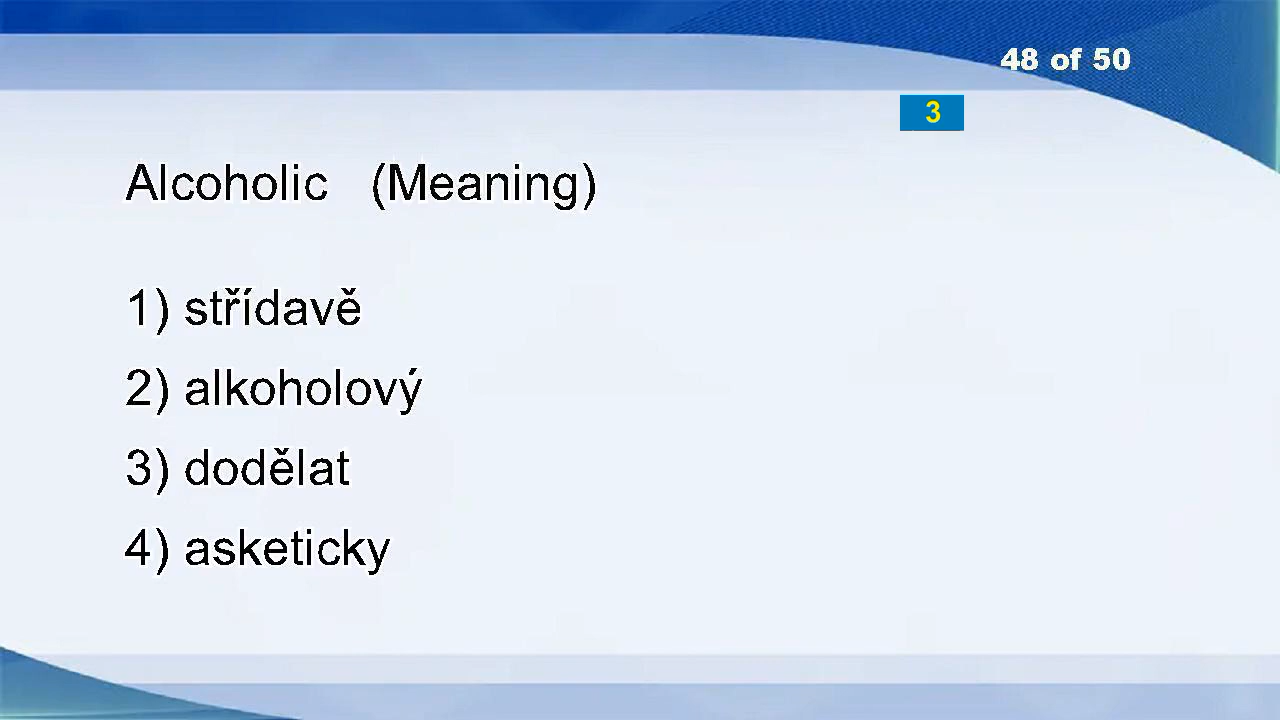 48 of 50
3
Alcoholic (Meaning)
1) střídavě
2) alkoholový
3) dodělat
4) asketicky